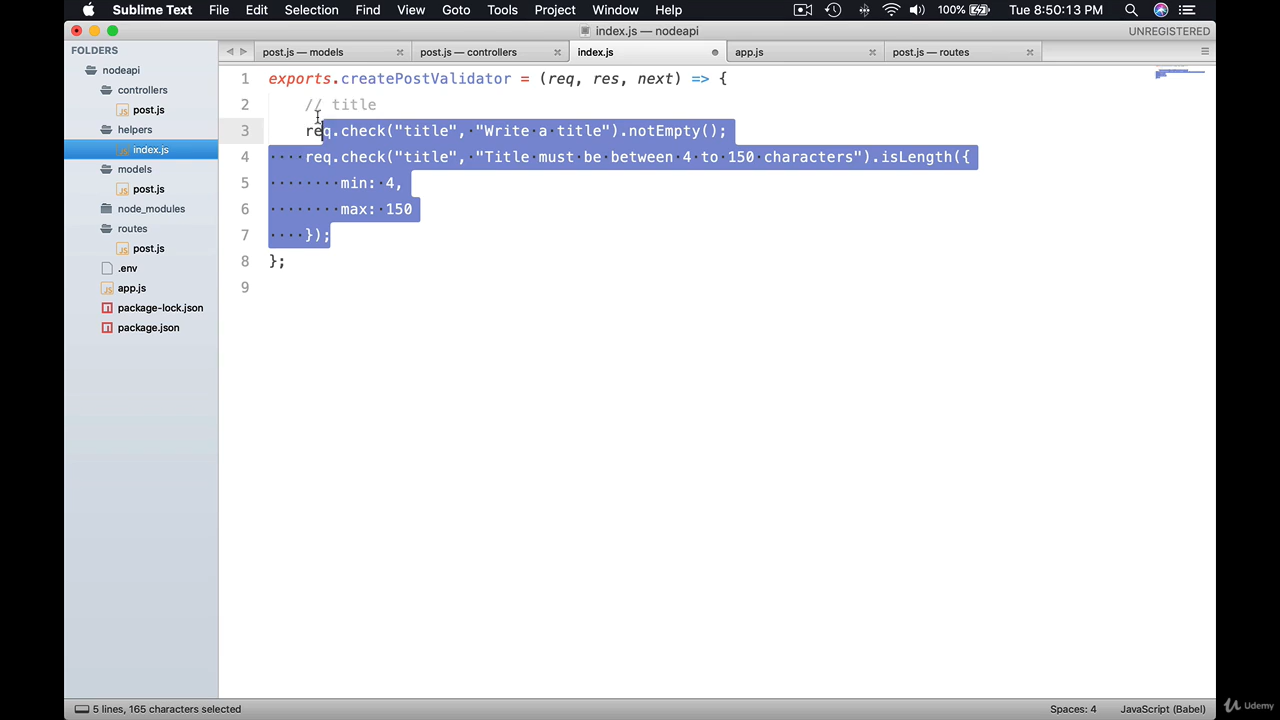 Sublime Text File Edit Selection Find View Goto Tools Project Window Help 100% Tue 8:50:13 PM
index.js — nodeapi UNREGISTERED
FOLDERS
nodeapi
controllers
post.js
helpers
index.js
models
post.js
node_modules
routes
post.js
.env
app.js
package-lock.json
package.json
post.js — models post.js — controllers index.js app.js post.js — routes
1 exports.createPostValidator = (req, res, next) => {
2 // title
3 req.check("title", "Write a title").notEmpty();
4 req.check("title", "Title must be between 4 to 150 characters").isLength({
5 min: 4,
6 max: 150
7 });
8 };
9
5 lines, 165 characters selected Spaces: 4 JavaScript (Babel)
Udemy